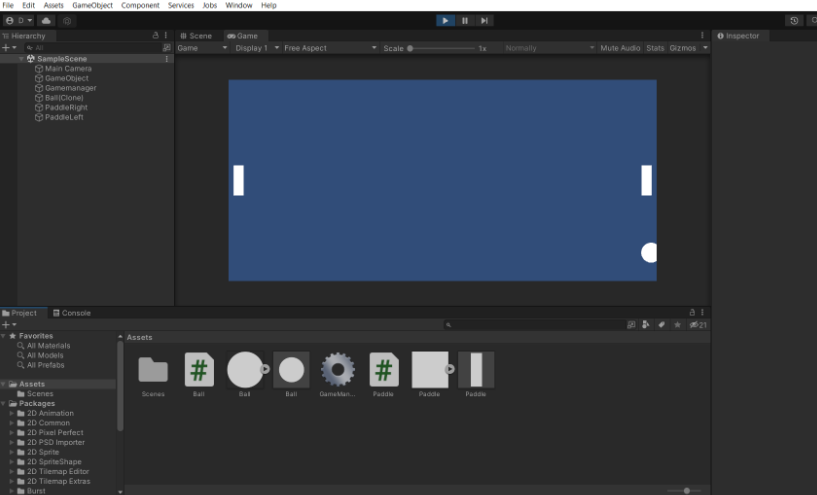 File Edit Assets GameObject Component Services Jobs Window Help
D
Hierarchy
All
SampleScene
Main Camera
GameObject
Gamemanager
Ball(Clone)
PaddleRight
PaddleLeft
Scene Game
Game Display 1 Free Aspect Scale 1x Normally Mute Audio Stats Gizmos
Inspector
Project Console
21
Favorites
All Materials
All Models
All Prefabs
Assets
Scenes
Packages
2D Animation
2D Common
2D Pixel Perfect
2D PSD Importer
2D Sprite
2D SpriteShape
2D Tilemap Editor
2D Tilemap Extras
Burst
Assets
Scenes Ball Ball Ball GameMan... Paddle Paddle Paddle